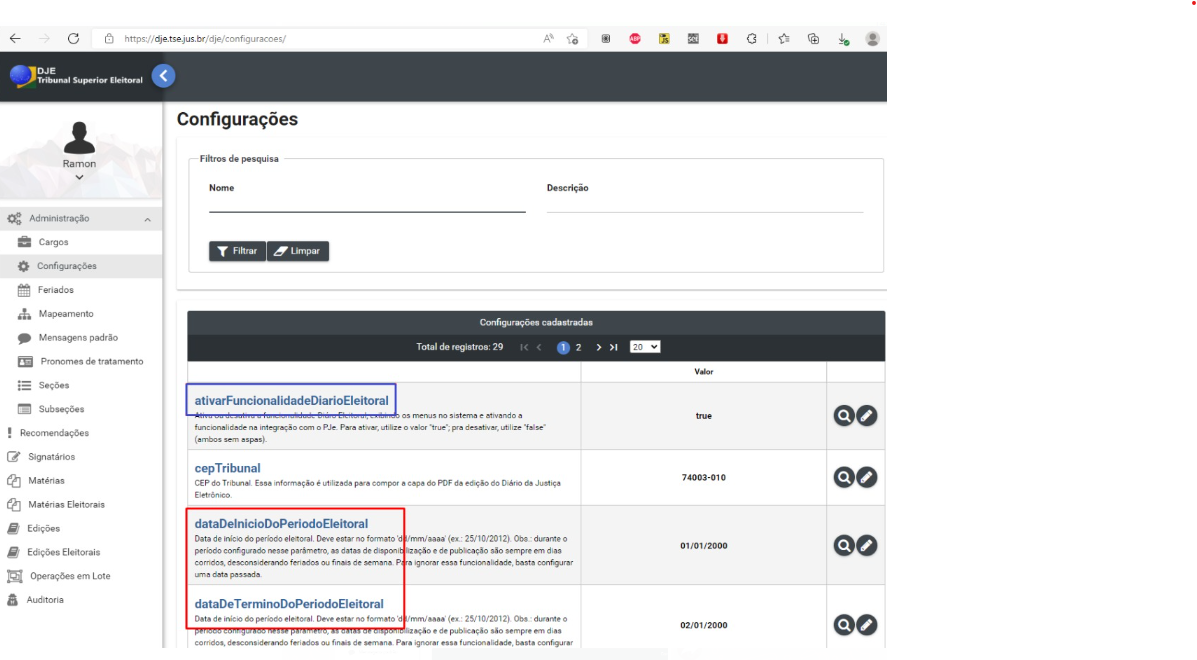 https://dje.tse.jus.br/dje/configuracoes/
DJE
Tribunal Superior Eleitoral
Configurações
Ramon
Filtros de pesquisa
Nome
Descrição
Filtrar
Limpar
Administração
Cargos
Configurações
Feriados
Mapeamento
Mensagens padrão
Pronomes de tratamento
Seções
Subseções
Recomendações
Signatários
Matérias
Matérias Eleitorais
Edições
Edições Eleitorais
Operações em Lote
Auditoria
Configurações cadastradas
Total de registros: 29 1 2 20
Valor
ativarFuncionalidadeDiarioEleitoral
Ativa ou desativa a funcionalidade Diáro Eleitoral, exibindo os menus no sistema e ativando a
funcionalidade na integração com o PJe. Para ativar, utilize o valor "true"; pra desativar, utilize "false"
(ambos sem aspas).
true
cepTribunal
CEP do Tribunal. Essa informação é utilizada para compor a capa do PDF da edição do Diário da Justiça
Eletrônico.
74003-010
dataDeInicioDoPeriodoEleitoral
Data de início do período eleitoral. Deve estar no formato 'dd/mm/aaaa' (ex.: 25/10/2012). Obs.: durante o
período configurado nesse parâmetro, as datas de disponibilização e de publicação são sempre em dias
corridos, desconsiderando feriados ou finais de semana. Para ignorar essa funcionalidade, basta configurar
uma data passada.
01/01/2000
dataDeTerminoDoPeriodoEleitoral
Data de início do período eleitoral. Deve estar no formato 'dd/mm/aaaa' (ex.: 25/10/2012). Obs.: durante o
período configurado nesse parâmetro, as datas de disponibilização e de publicação são sempre em dias
corridos, desconsiderando feriados ou finais de semana. Para ignorar essa funcionalidade, basta configurar
02/01/2000